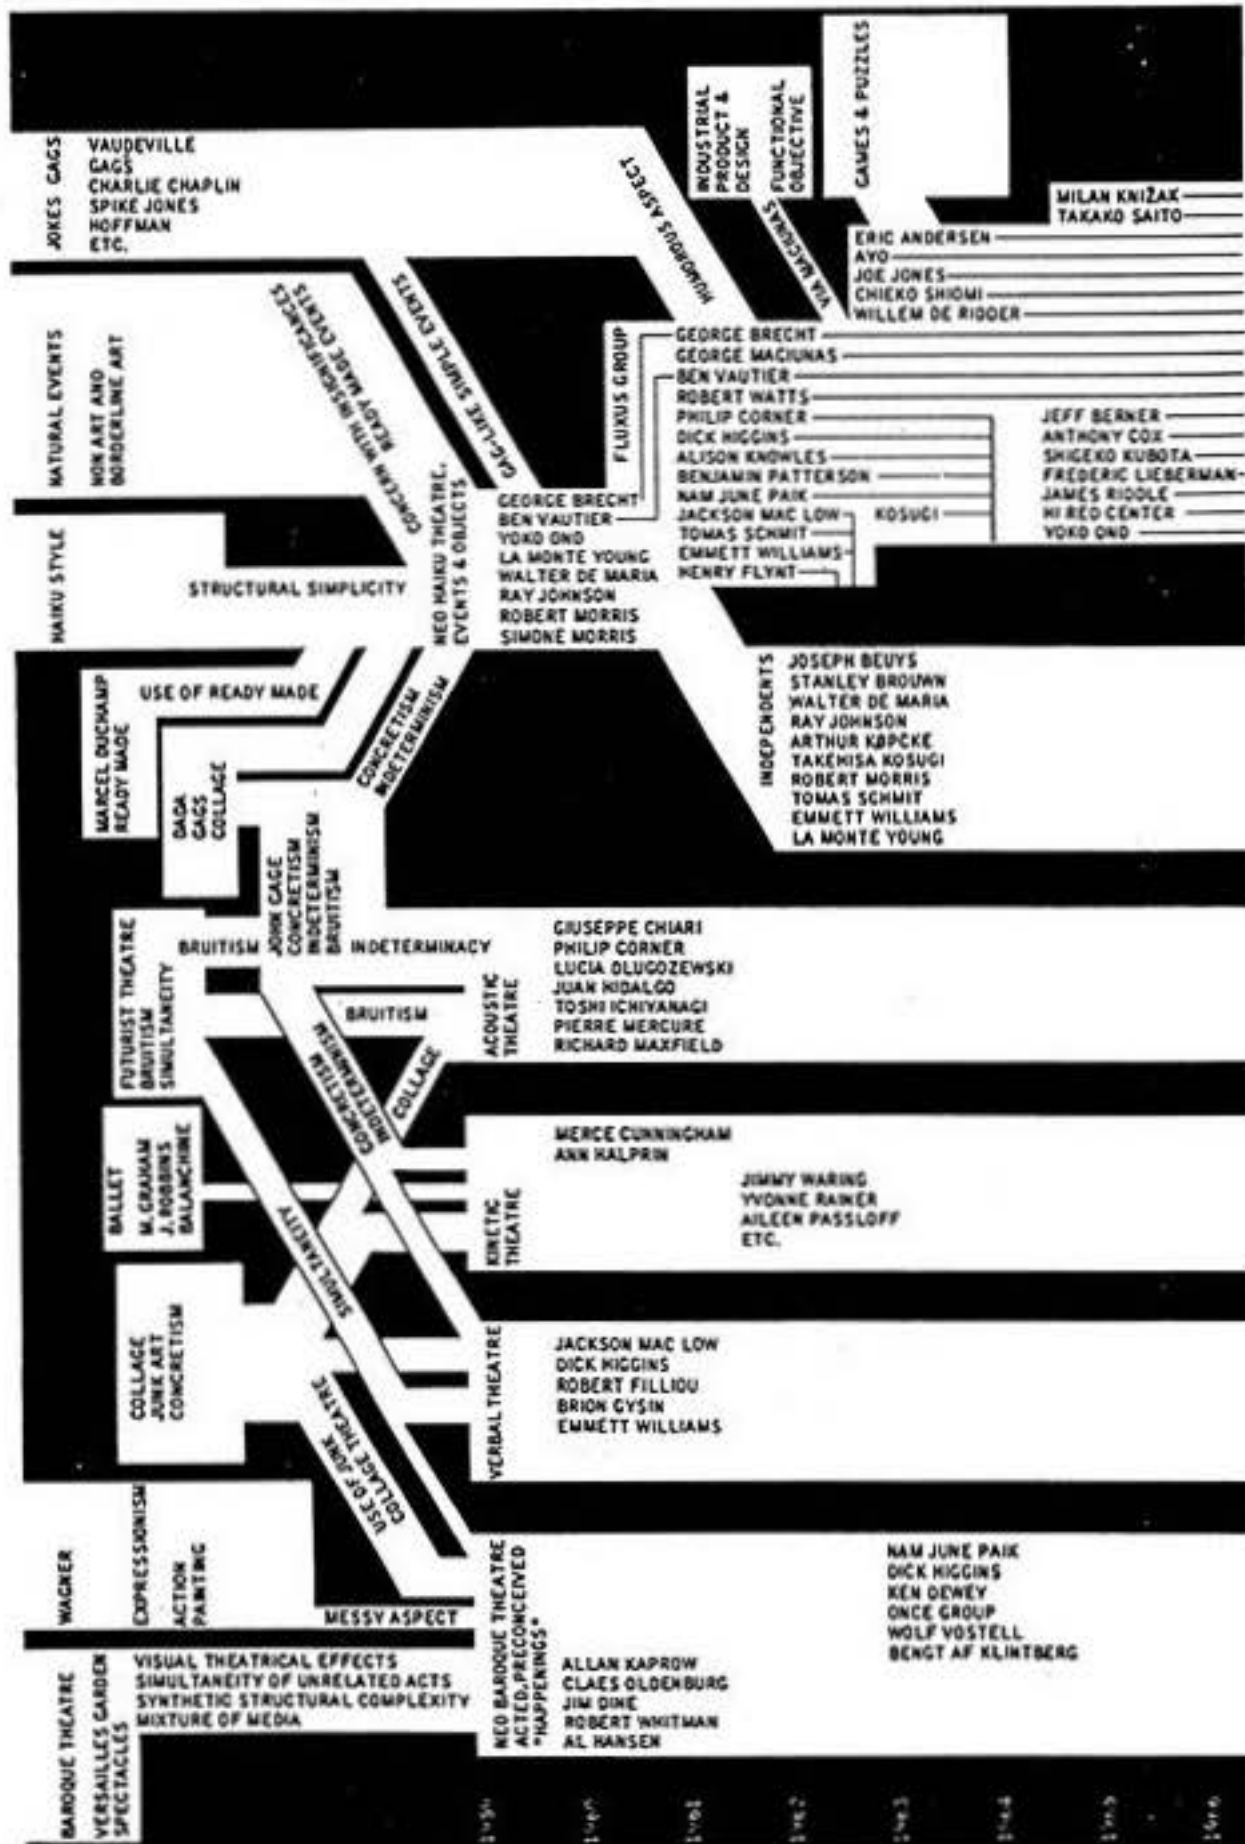 JOKES GAGS
VAUDEVILLE
GAGS
CHARLIE CHAPLIN
SPIKE JONES
HOFFMAN
ETC.
NATURAL EVENTS
NON ART AND
BORDERLINE ART
HAIKU STYLE
STRUCTURAL SIMPLICITY
MARCEL DUCHAMP
READY MADE
USE OF READY MADE
DADA
GAGS
COLLAGE
CONCERN WITH INSIGNIFICANCES
READY MADE EVENTS
GAG-LIKE SIMPLE EVENTS
HUMOROUS ASPECT
INDUSTRIAL
PRODUCT &
DESIGN
FUNCTIONAL
OBJECTIVE
VIA MACIUNAS
GAMES & PUZZLES
MILAN KNIŽAK
TAKAKO SAITO
ERIC ANDERSEN
AYO
JOE JONES
CHIEKO SHIOMI
WILLEM DE RIDDER
FLUXUS GROUP
GEORGE BRECHT
GEORGE MACIUNAS
BEN VAUTIER
ROBERT WATTS
PHILIP CORNER
DICK HIGGINS
ALISON KNOWLES
BENJAMIN PATTERSON
NAM JUNE PAIK
JACKSON MAC LOW
TOMAS SCHMIT
EMMETT WILLIAMS
HENRY FLYNT
KOSUGI
JEFF BERNER
ANTHONY COX
SHIGEKO KUBOTA
FREDERIC LIEBERMAN
JAMES RIDDLE
HI RED CENTER
YOKO ONO
NEO HAIKU THEATRE,
EVENTS & OBJECTS
GEORGE BRECHT
BEN VAUTIER
YOKO ONO
LA MONTE YOUNG
WALTER DE MARIA
RAY JOHNSON
ROBERT MORRIS
SIMONE MORRIS
CONCRETISM
INDETERMINISM
INDEPENDENTS
JOSEPH BEUYS
STANLEY BROUWN
WALTER DE MARIA
RAY JOHNSON
ARTHUR KØPCKE
TAKEHISA KOSUGI
ROBERT MORRIS
TOMAS SCHMIT
EMMETT WILLIAMS
LA MONTE YOUNG
JOHN CAGE
CONCRETISM
INDETERMINISM
BRUITISM
FUTURIST THEATRE
BRUITISM
SIMULTANEITY
BRUITISM
INDETERMINACY
BRUITISM
COLLAGE
CONCRETISM
INDETERMINISM
ACOUSTIC
THEATRE
GIUSEPPE CHIARI
PHILIP CORNER
LUCIA DLUGOZEWSKI
JUAN HIDALGO
TOSHI ICHIYANAGI
PIERRE MERCURE
RICHARD MAXFIELD
BALLET
M. GRAHAM
J. ROBBINS
BALANCHINE
SIMULTANEITY
KINETIC
THEATRE
MERCE CUNNINGHAM
ANN HALPRIN
JIMMY WARING
YVONNE RAINER
AILEEN PASSLOFF
ETC.
COLLAGE
JUNK ART
CONCRETISM
USE OF JUNK
COLLAGE THEATRE
VERBAL THEATRE
JACKSON MAC LOW
DICK HIGGINS
ROBERT FILLIOU
BRION GYSIN
EMMETT WILLIAMS
WAGNER
EXPRESSIONISM
ACTION
PAINTING
MESSY ASPECT
BAROQUE THEATRE
VERSAILLES GARDEN
SPECTACLES
VISUAL THEATRICAL EFFECTS
SIMULTANEITY OF UNRELATED ACTS
SYNTHETIC STRUCTURAL COMPLEXITY
MIXTURE OF MEDIA
NEO BAROQUE THEATRE
ACTED, PRECONCEIVED
"HAPPENINGS"
ALLAN KAPROW
CLAES OLDENBURG
JIM DINE
ROBERT WHITMAN
AL HANSEN
NAM JUNE PAIK
DICK HIGGINS
KEN DEWEY
ONCE GROUP
WOLF VOSTELL
BENGT AF KLINTBERG
1959
1960
1961
1962
1963
1964
1965
1966